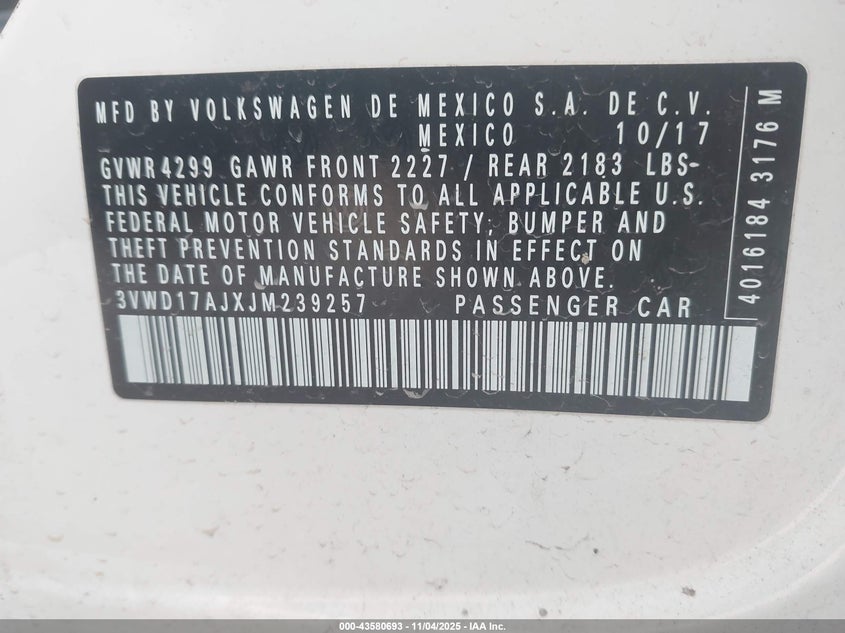 MFD BY VOLKSWAGEN DE MEXICO S.A. DE C.V.
MEXICO 10/17
GVWR4299 GAWR FRONT 2227 / REAR 2183 LBS-
THIS VEHICLE CONFORMS TO ALL APPLICABLE U.S.
FEDERAL MOTOR VEHICLE SAFETY, BUMPER AND
THEFT PREVENTION STANDARDS IN EFFECT ON
THE DATE OF MANUFACTURE SHOWN ABOVE.
3VWD17AJXJM239257 PASSENGER CAR
4016184 3176 M
000-43580693 - 11/04/2025 - IAA Inc.